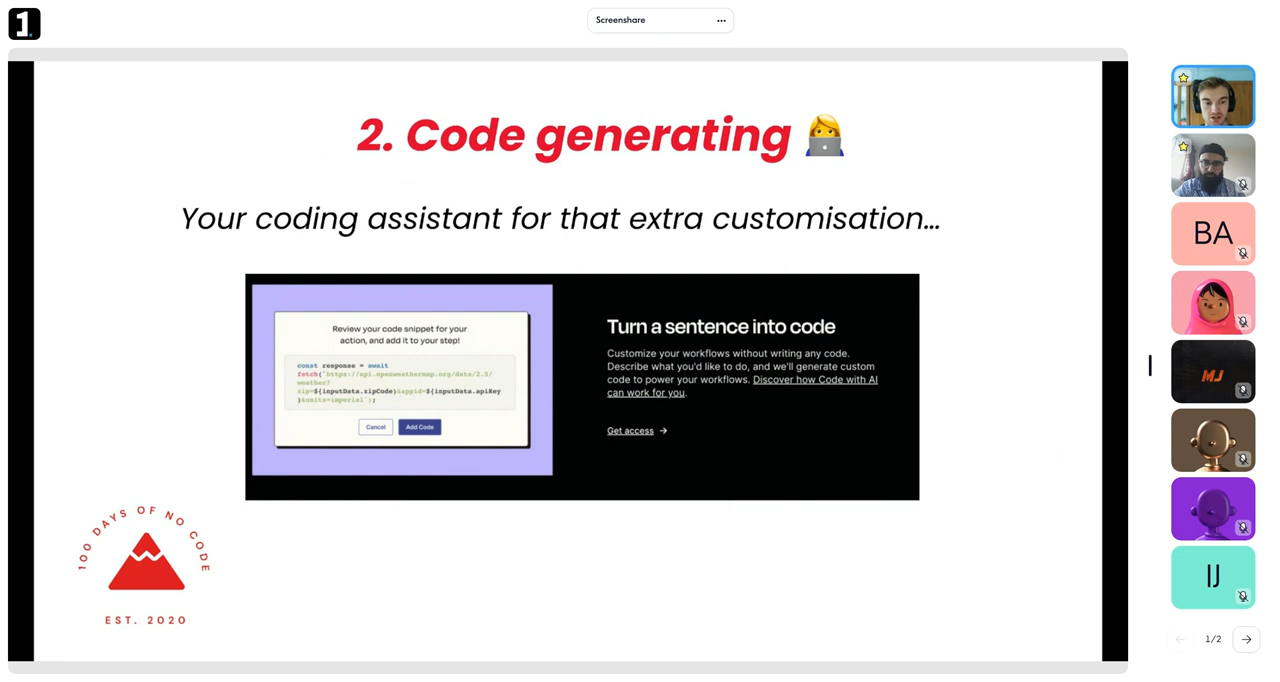 1.
Screenshare
2. Code generating
Your coding assistant for that extra customisation...
Review your code snippet for your
action, and add it to your step!
const response = await
fetch(`https://api.openweathermap.org/data/2.5/
weather?
zip=${inputData.zipCode}&appid=${inputData.apiKey
}&units=imperial`);
Cancel
Add Code
Turn a sentence into code
Customize your workflows without writing any code.
Describe what you'd like to do, and we'll generate custom
code to power your workflows. Discover how Code with AI
can work for you.
Get access →
100 DAYS OF NO CODE
EST. 2020
BA
MJ
IJ
1/2